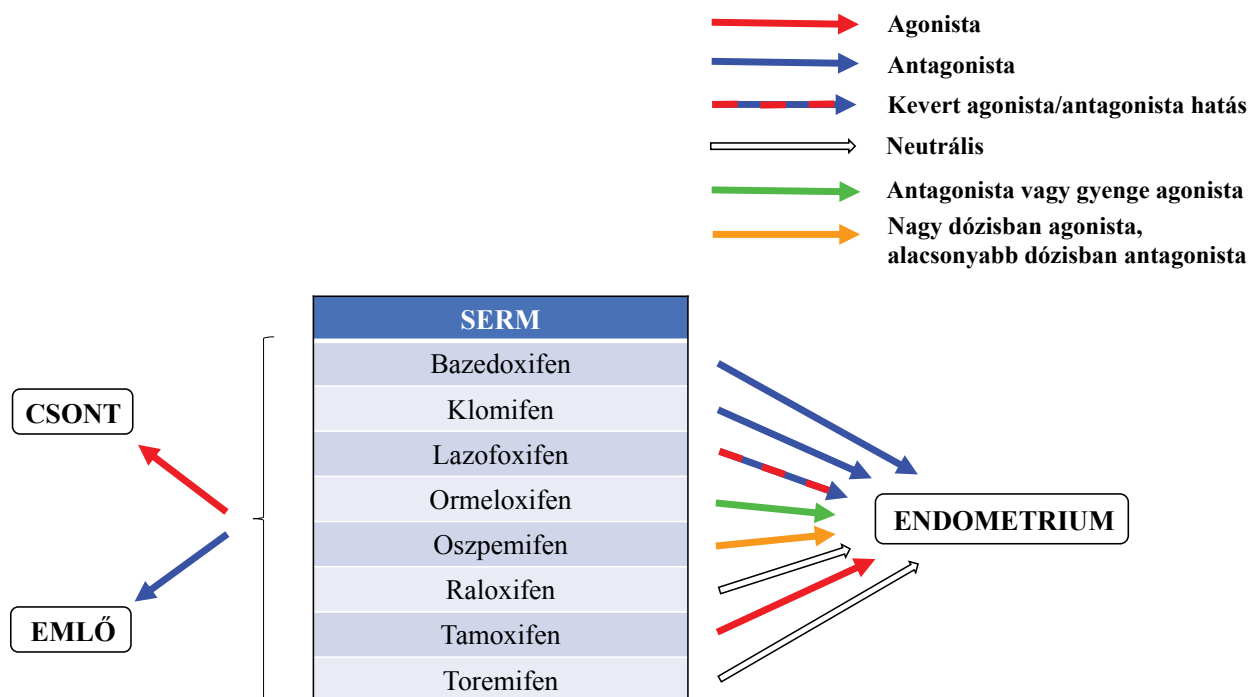 Agonista
Antagonista
Kevert agonista/antagonista hatás
Neutrális
Antagonista vagy gyenge agonista
Nagy dózisban agonista,
alacsonyabb dózisban antagonista
SERM
Bazedoxifen
Klomifen
Lazofoxifen
Ormeloxifen
Oszpemifen
Raloxifen
Tamoxifen
Toremifen
CSONT
EMLŐ
ENDOMETRIUM